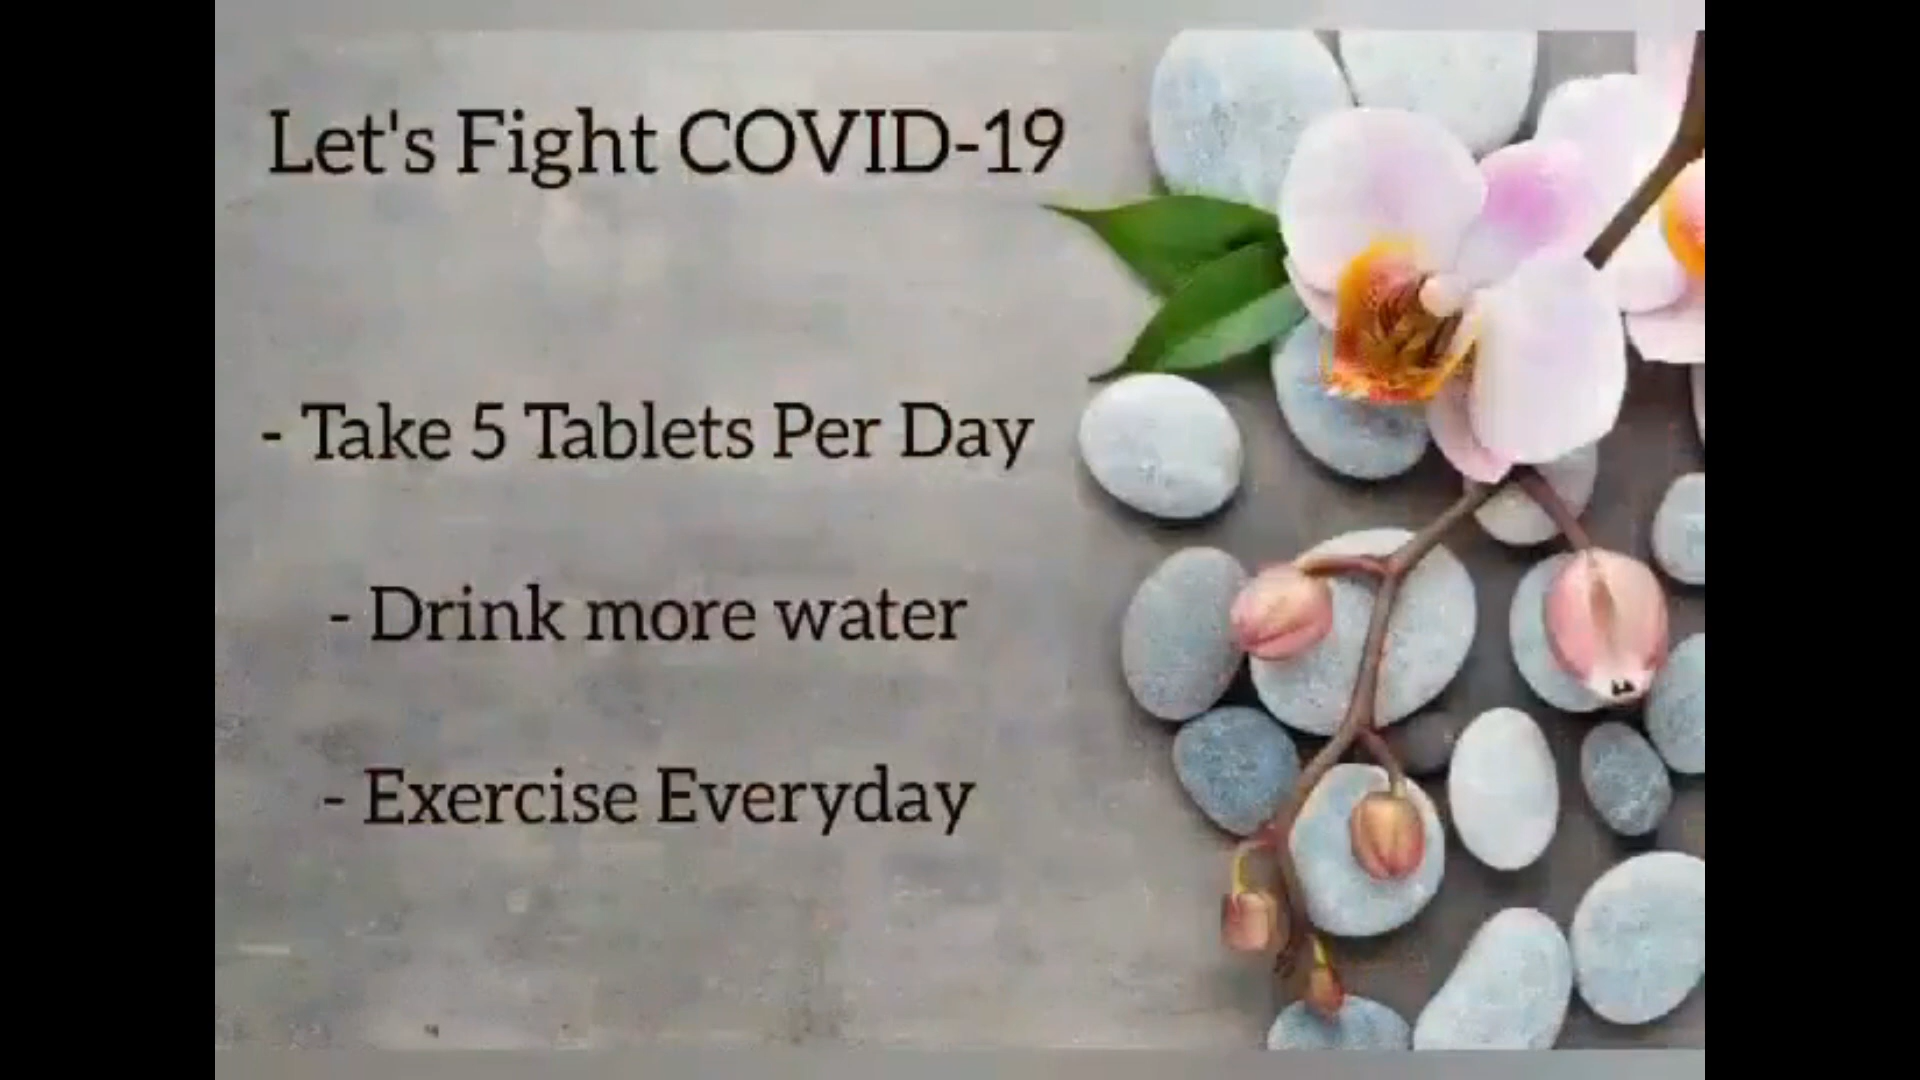 Let's Fight COVID-19
- Take 5 Tablets Per Day
- Drink more water
- Exercise Everyday